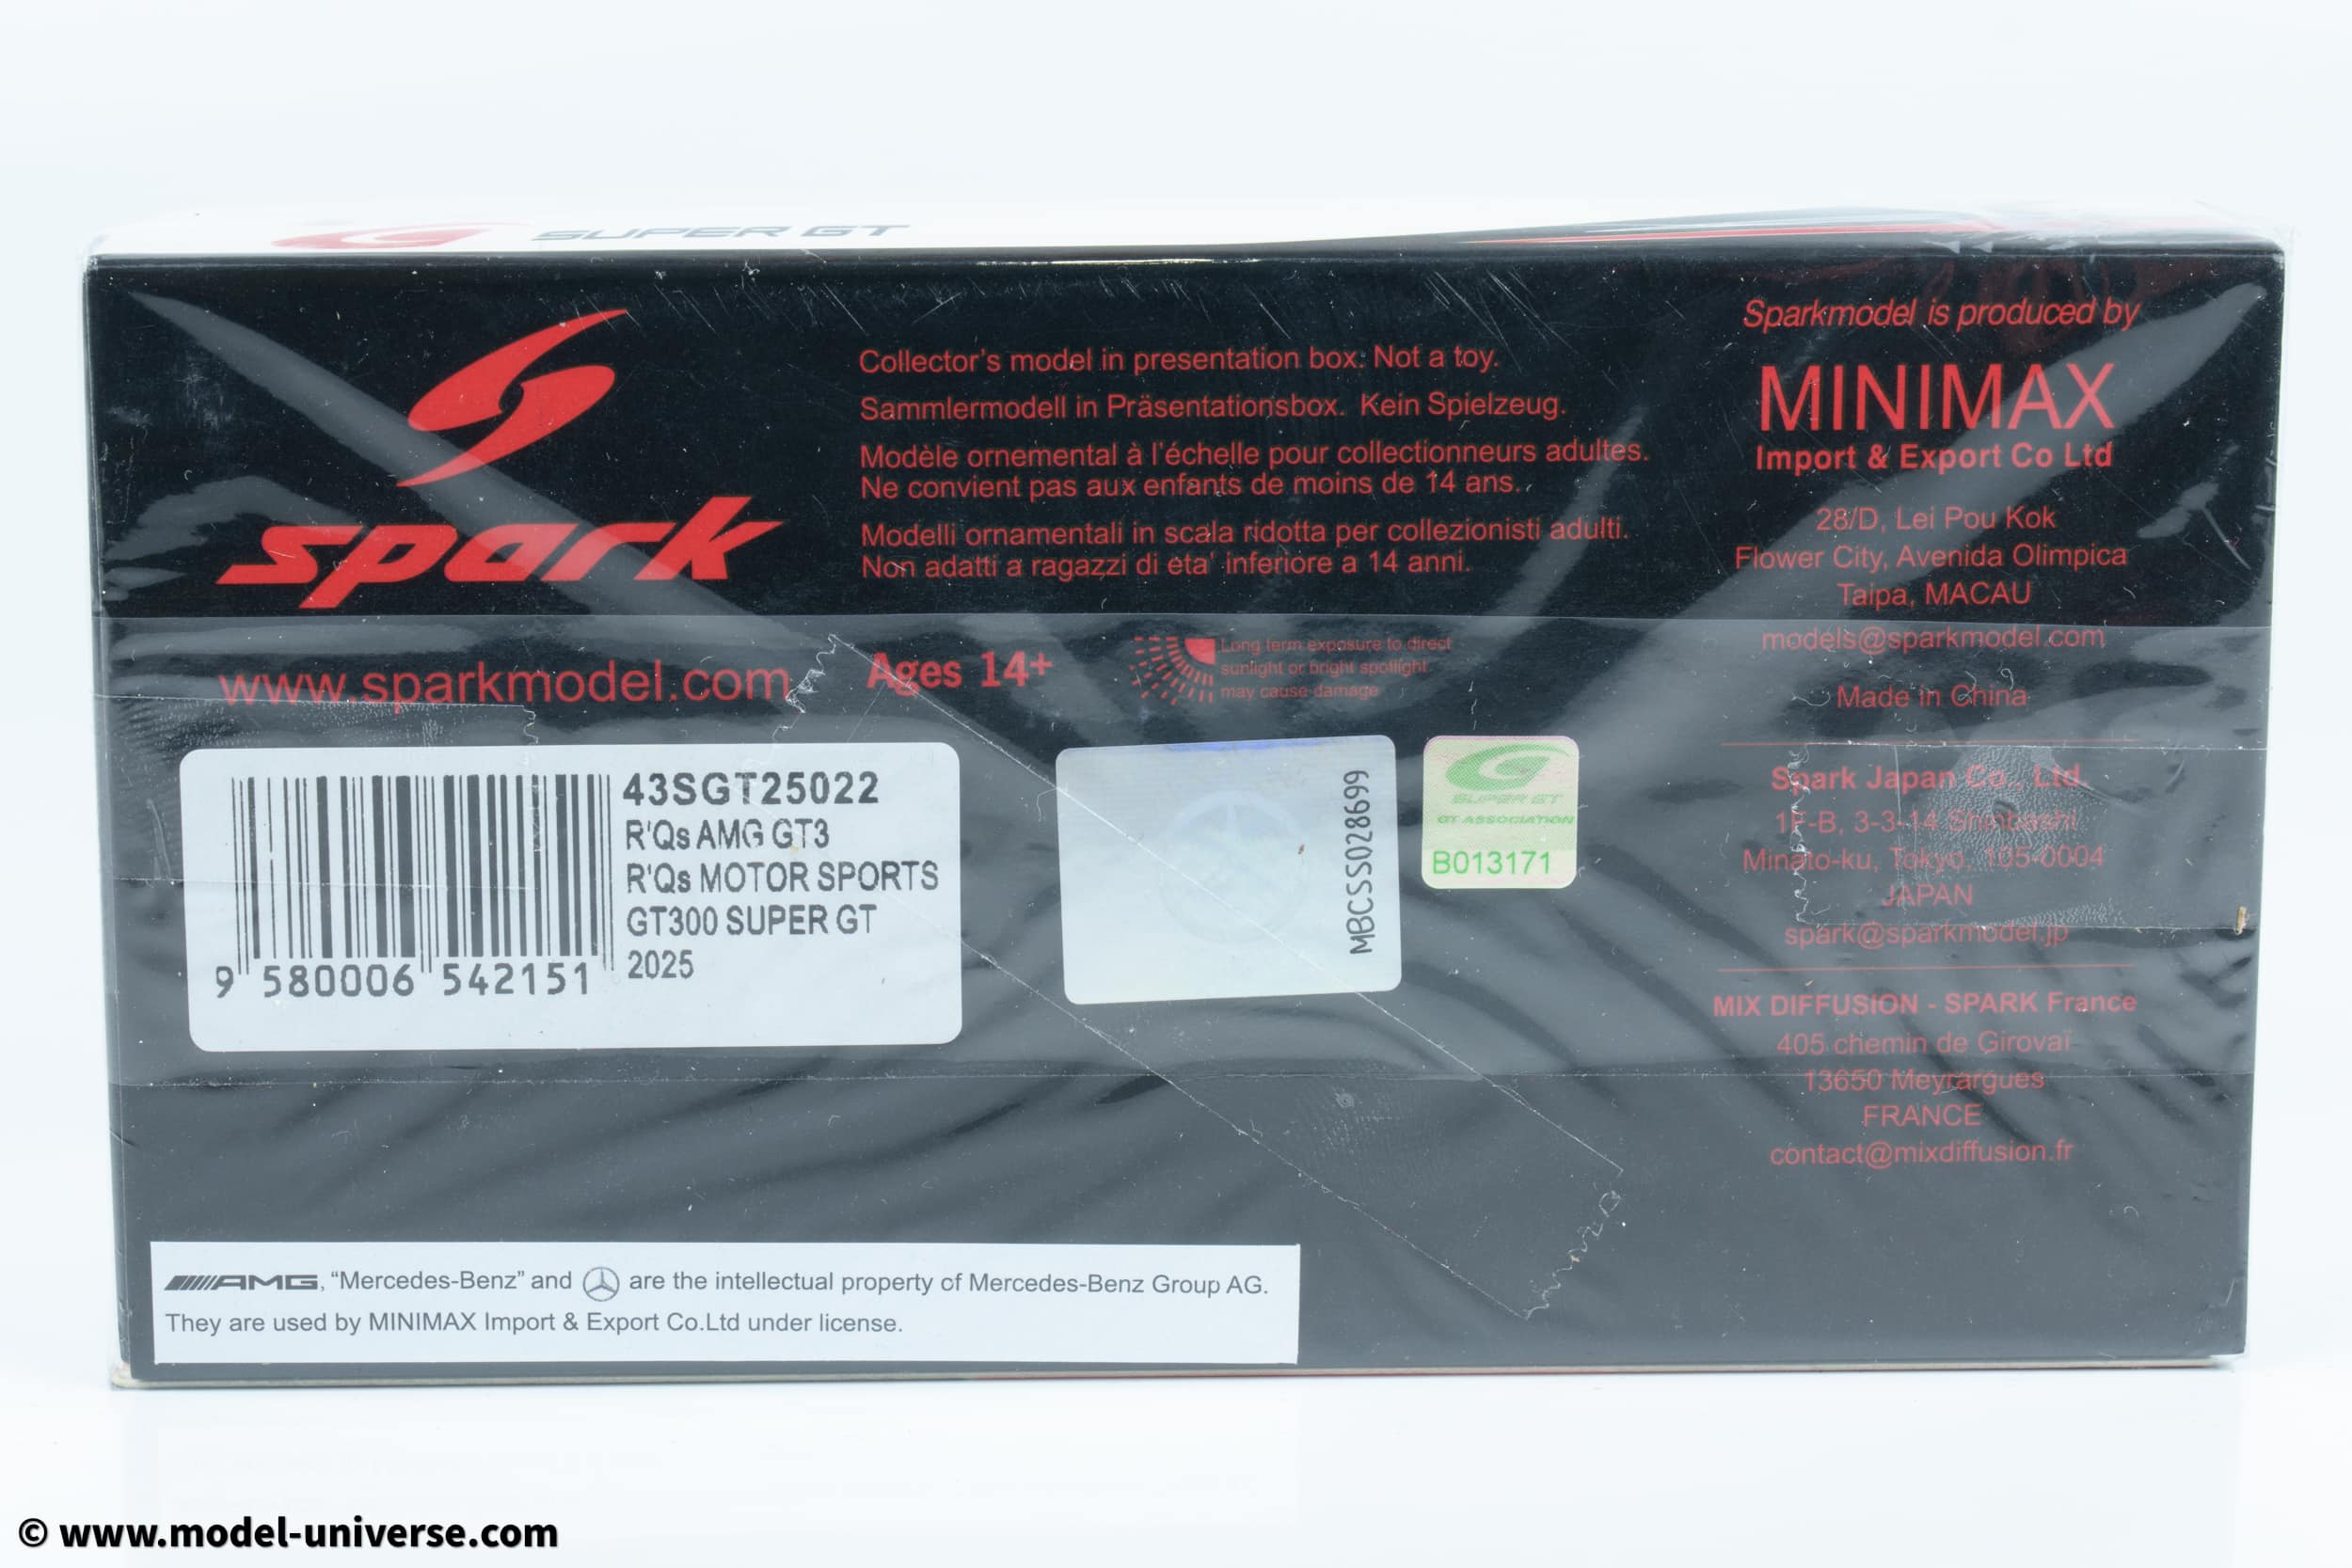 SUPER GT
spark
www.sparkmodel.com
Collector's model in presentation box. Not a toy.
Sammlermodell in Präsentationsbox. Kein Spielzeug.
Modèle ornemental à l'échelle pour collectionneurs adultes.
Ne convient pas aux enfants de moins de 14 ans.
Modelli ornamentali in scala ridotta per collezionisti adulti.
Non adatti a ragazzi di eta' inferiore a 14 anni.
Ages 14+
Long term exposure to direct
sunlight or bright spotlight
may cause damage
Sparkmodel is produced by
MINIMAX
Import & Export Co Ltd
28/D, Lei Pou Kok
Flower City, Avenida Olimpica
Taipa, MACAU
models@sparkmodel.com
Made in China
Spark Japan Co., Ltd.
1F-B, 3-3-14 Shinbashi
Minato-ku, Tokyo, 105-0004
JAPAN
spark@sparkmodel.jp
MIX DIFFUSION - SPARK France
405 chemin de Girovaï
13650 Meyrargues
FRANCE
contact@mixdiffusion.fr
43SGT25022
R'Qs AMG GT3
R'Qs MOTOR SPORTS
GT300 SUPER GT
2025
9 580006 542151
MBCSS028699
SUPER GT
GT ASSOCIATION
B013171
AMG, “Mercedes-Benz” and are the intellectual property of Mercedes-Benz Group AG.
They are used by MINIMAX Import & Export Co.Ltd under license.
© www.model-universe.com